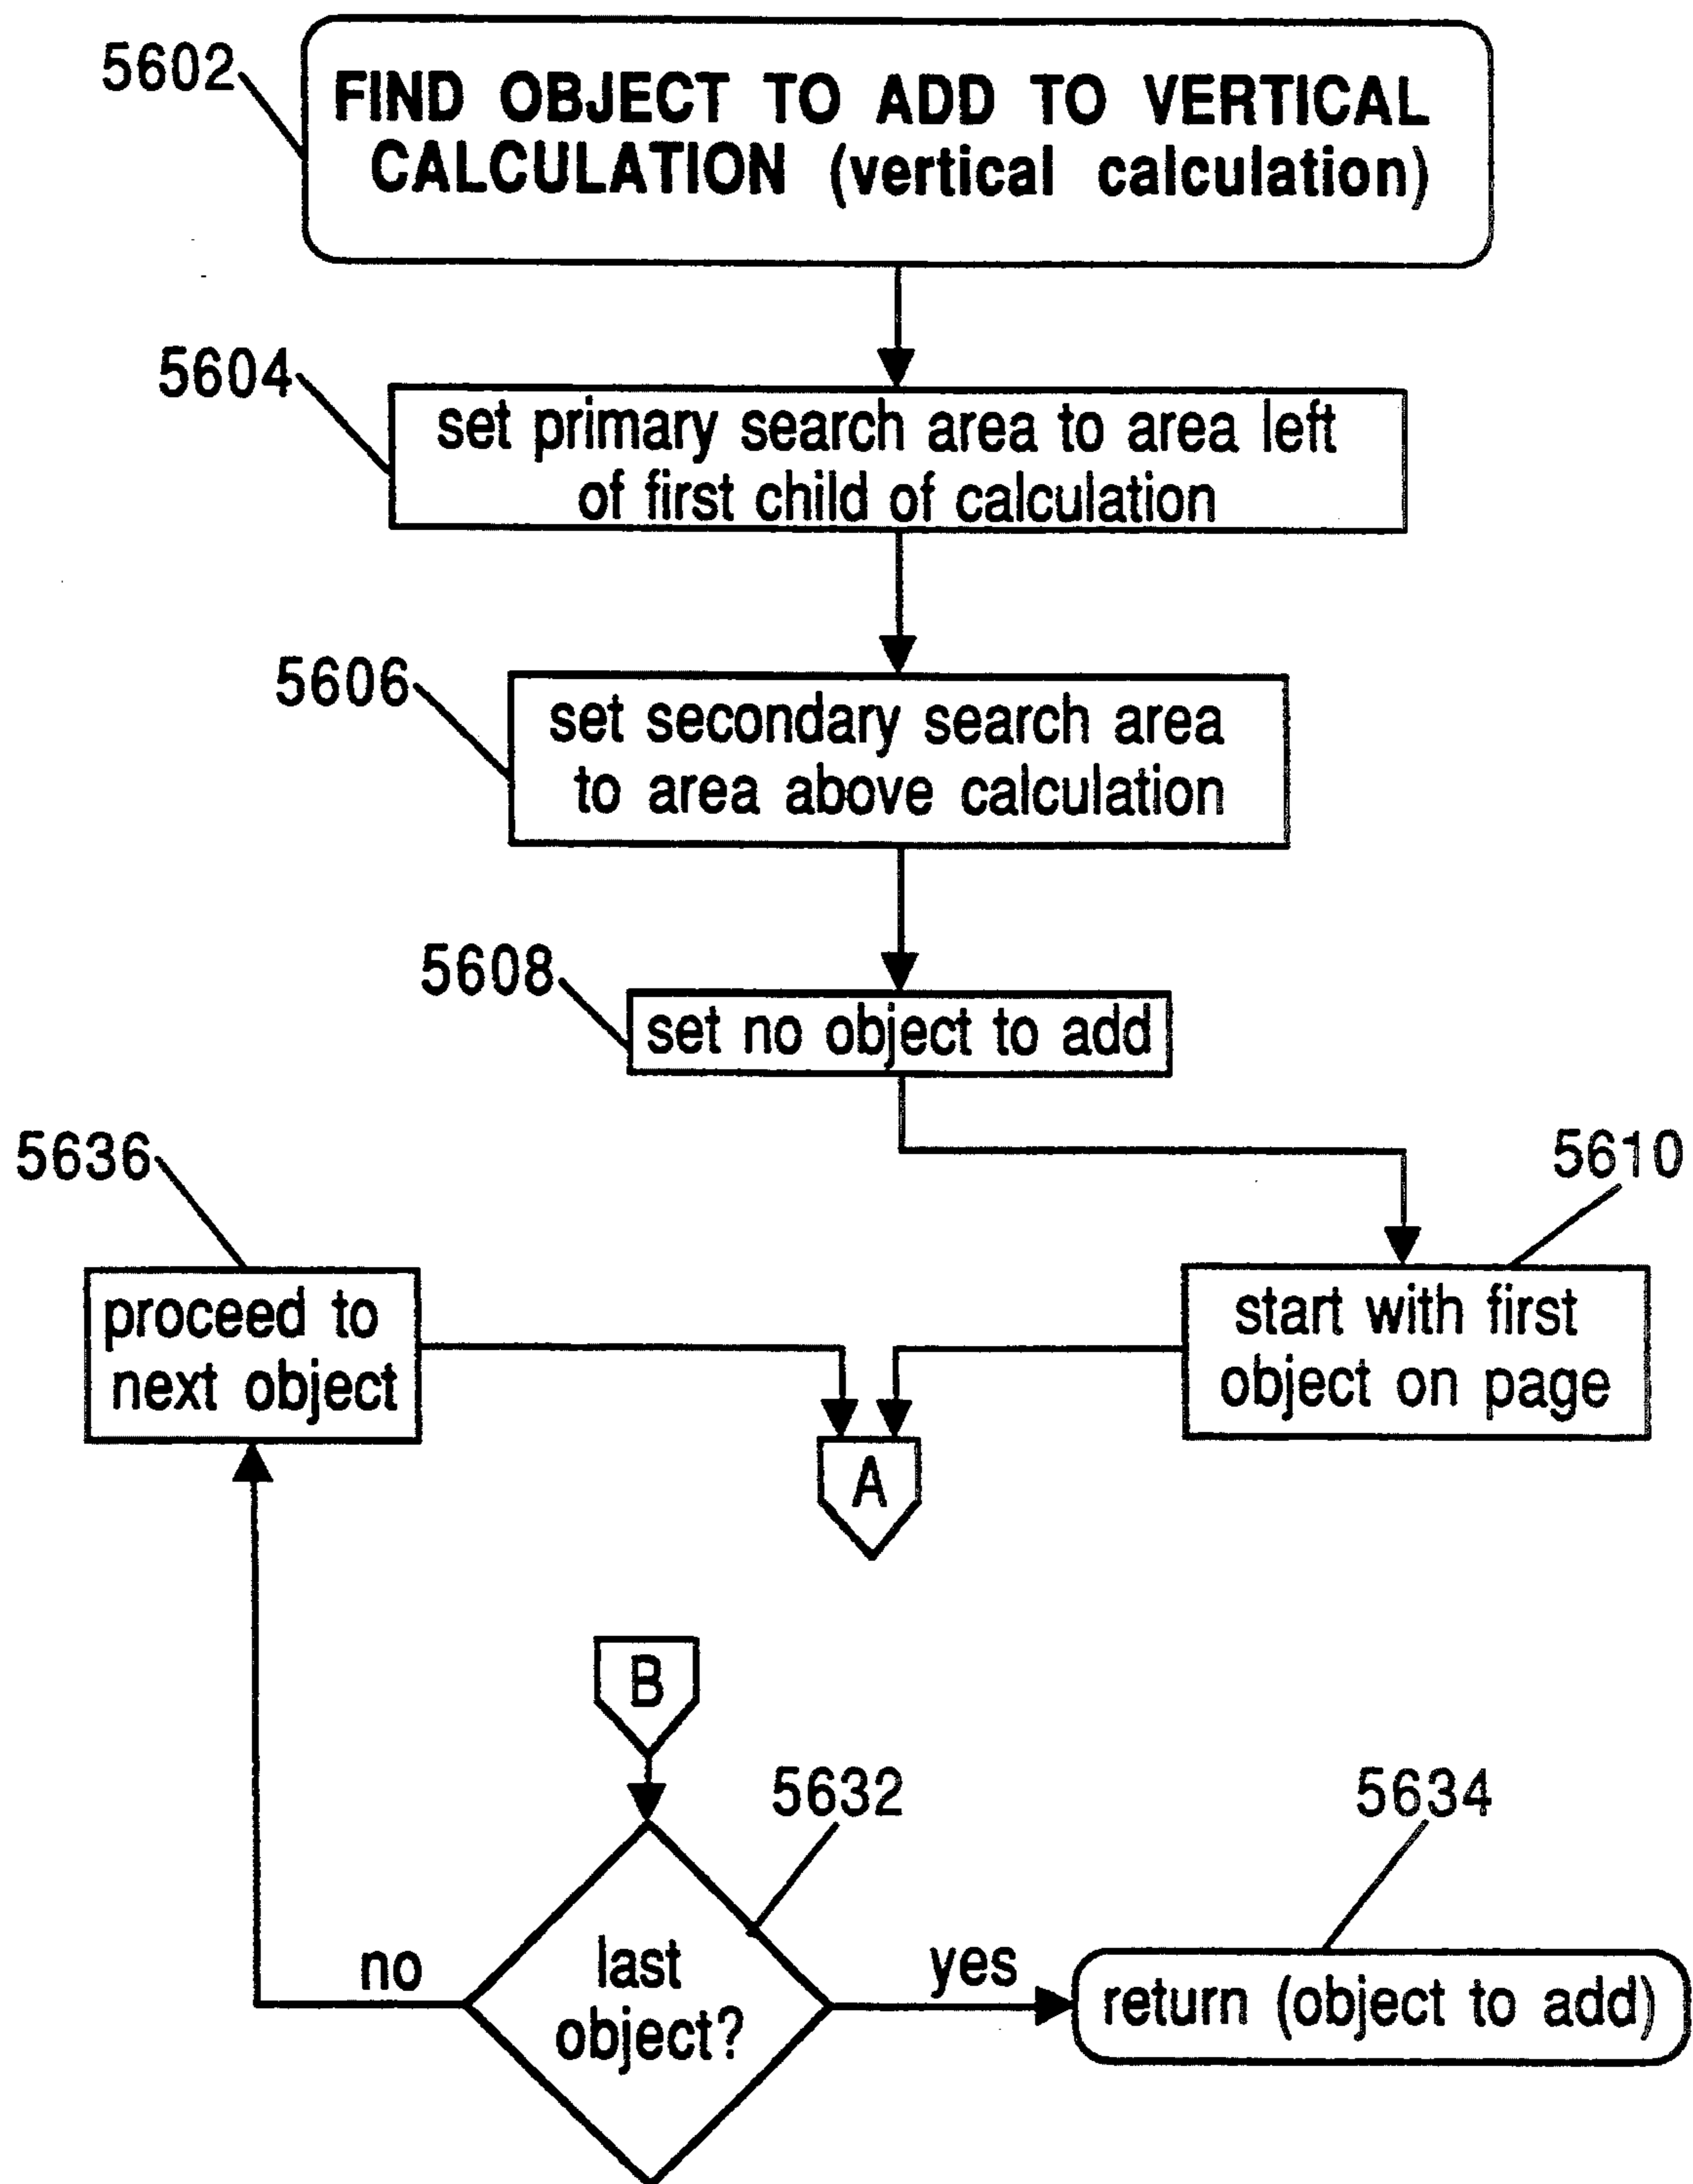 5602
FIND OBJECT TO ADD TO VERTICAL
CALCULATION (vertical calculation)
5604
set primary search area to area left
of first child of calculation
5606
set secondary search area
to area above calculation
5608
set no object to add
5636
5610
proceed to
next object
start with first
object on page
A
B
5632
5634
no
last
object?
yes
return (object to add)